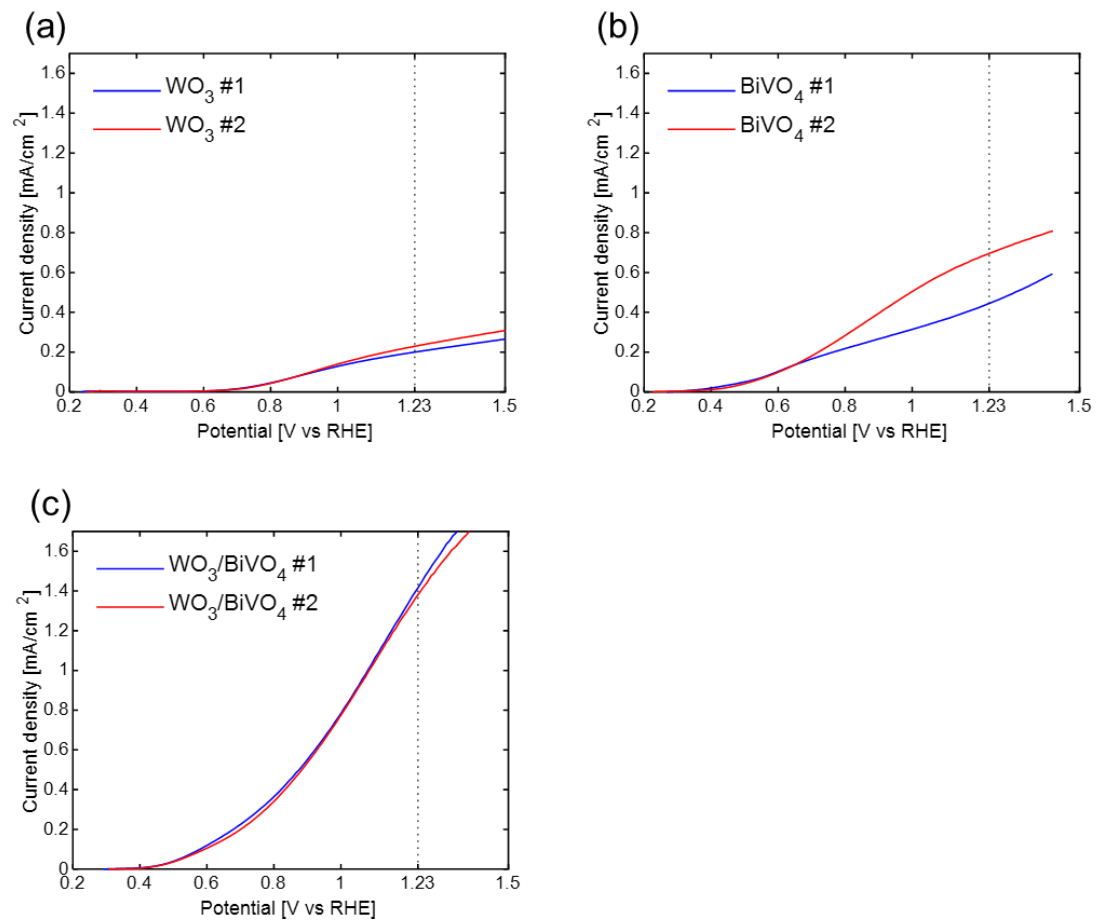 (a)
WO3 #1
WO3 #2
Current density [mA/cm 2]
1.6
1.4
1.2
1
0.8
0.6
0.4
0.2
0
0.2 0.4 0.6 0.8 1 1.23 1.5
Potential [V vs RHE]
(b)
BiVO4 #1
BiVO4 #2
Current density [mA/cm 2]
1.6
1.4
1.2
1
0.8
0.6
0.4
0.2
0
0.2 0.4 0.6 0.8 1 1.23 1.5
Potential [V vs RHE]
(c)
WO3/BiVO4 #1
WO3/BiVO4 #2
Current density [mA/cm 2]
1.6
1.4
1.2
1
0.8
0.6
0.4
0.2
0
0.2 0.4 0.6 0.8 1 1.23 1.5
Potential [V vs RHE]